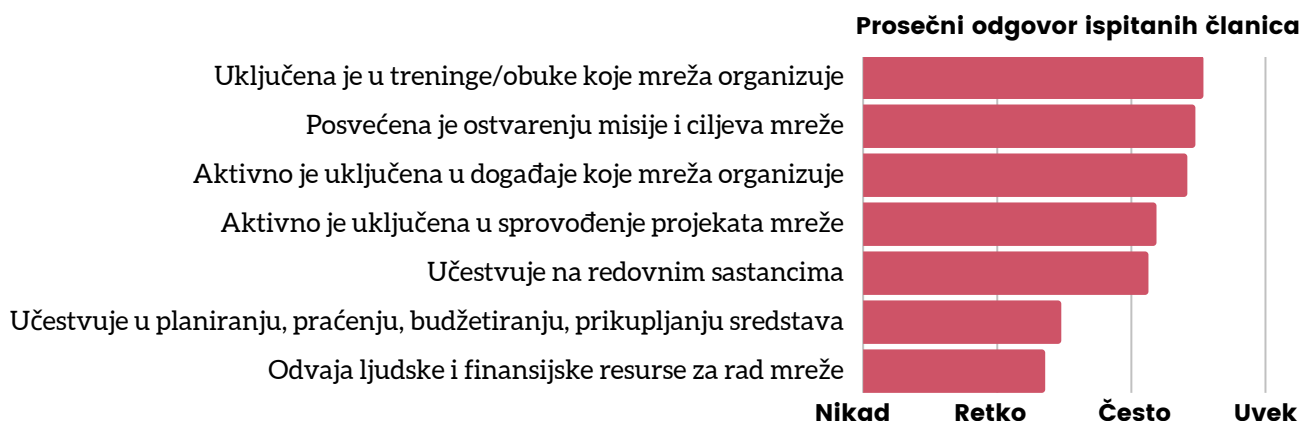 Prosečni odgovor ispitanih članica
Uključena je u treninge/obuke koje mreža organizuje
Posvećena je ostvarenju misije i ciljeva mreže
Aktivno je uključena u događaje koje mreža organizuje
Aktivno je uključena u sprovođenje projekata mreže
Učestvuje na redovnim sastancima
Učestvuje u planiranju, praćenju, budžetiranju, prikupljanju sredstava
Odvaja ljudske i finansijske resurse za rad mreže
Nikad Retko Često Uvek